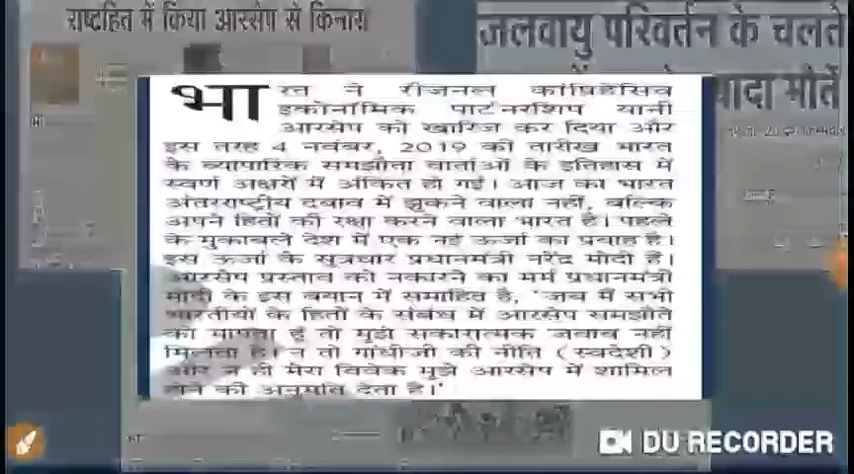 राष्ट्रहित में किया आरसेप से किनारा
जलवायु परिवर्तन के चलते
यादा मौतें
भारत ने रीजनल कांप्रिहेंसिव
इकोनॉमिक पार्टनरशिप यानी
आरसेप को खारिज कर दिया और
इस तरह 4 नवंबर, 2019 की तारीख भारत
के व्यापारिक समझौता वार्ताओं के इतिहास में
स्वर्ण अक्षरों में अंकित हो गई। आज का भारत
अंतरराष्ट्रीय दबाव में झुकने वाला नहीं, बल्कि
अपने हितों की रक्षा करने वाला भारत है। पहले
के मुकाबले देश में एक नई ऊर्जा का प्रवाह है।
इस ऊर्जा के सूत्रधार प्रधानमंत्री नरेंद्र मोदी हैं।
आरसेप प्रस्ताव को नकारने का मर्म प्रधानमंत्री
मोदी के इस बयान में समाहित है, 'जब मैं सभी
भारतीयों के हितों के संबंध में आरसेप समझौते
को मापता हूं तो मुझे सकारात्मक जवाब नहीं
मिलता है। न तो गांधीजी की नीति (स्वदेशी)
और न ही मेरा विवेक मुझे आरसेप में शामिल
होने की अनुमति देता है।'
DU RECORDER